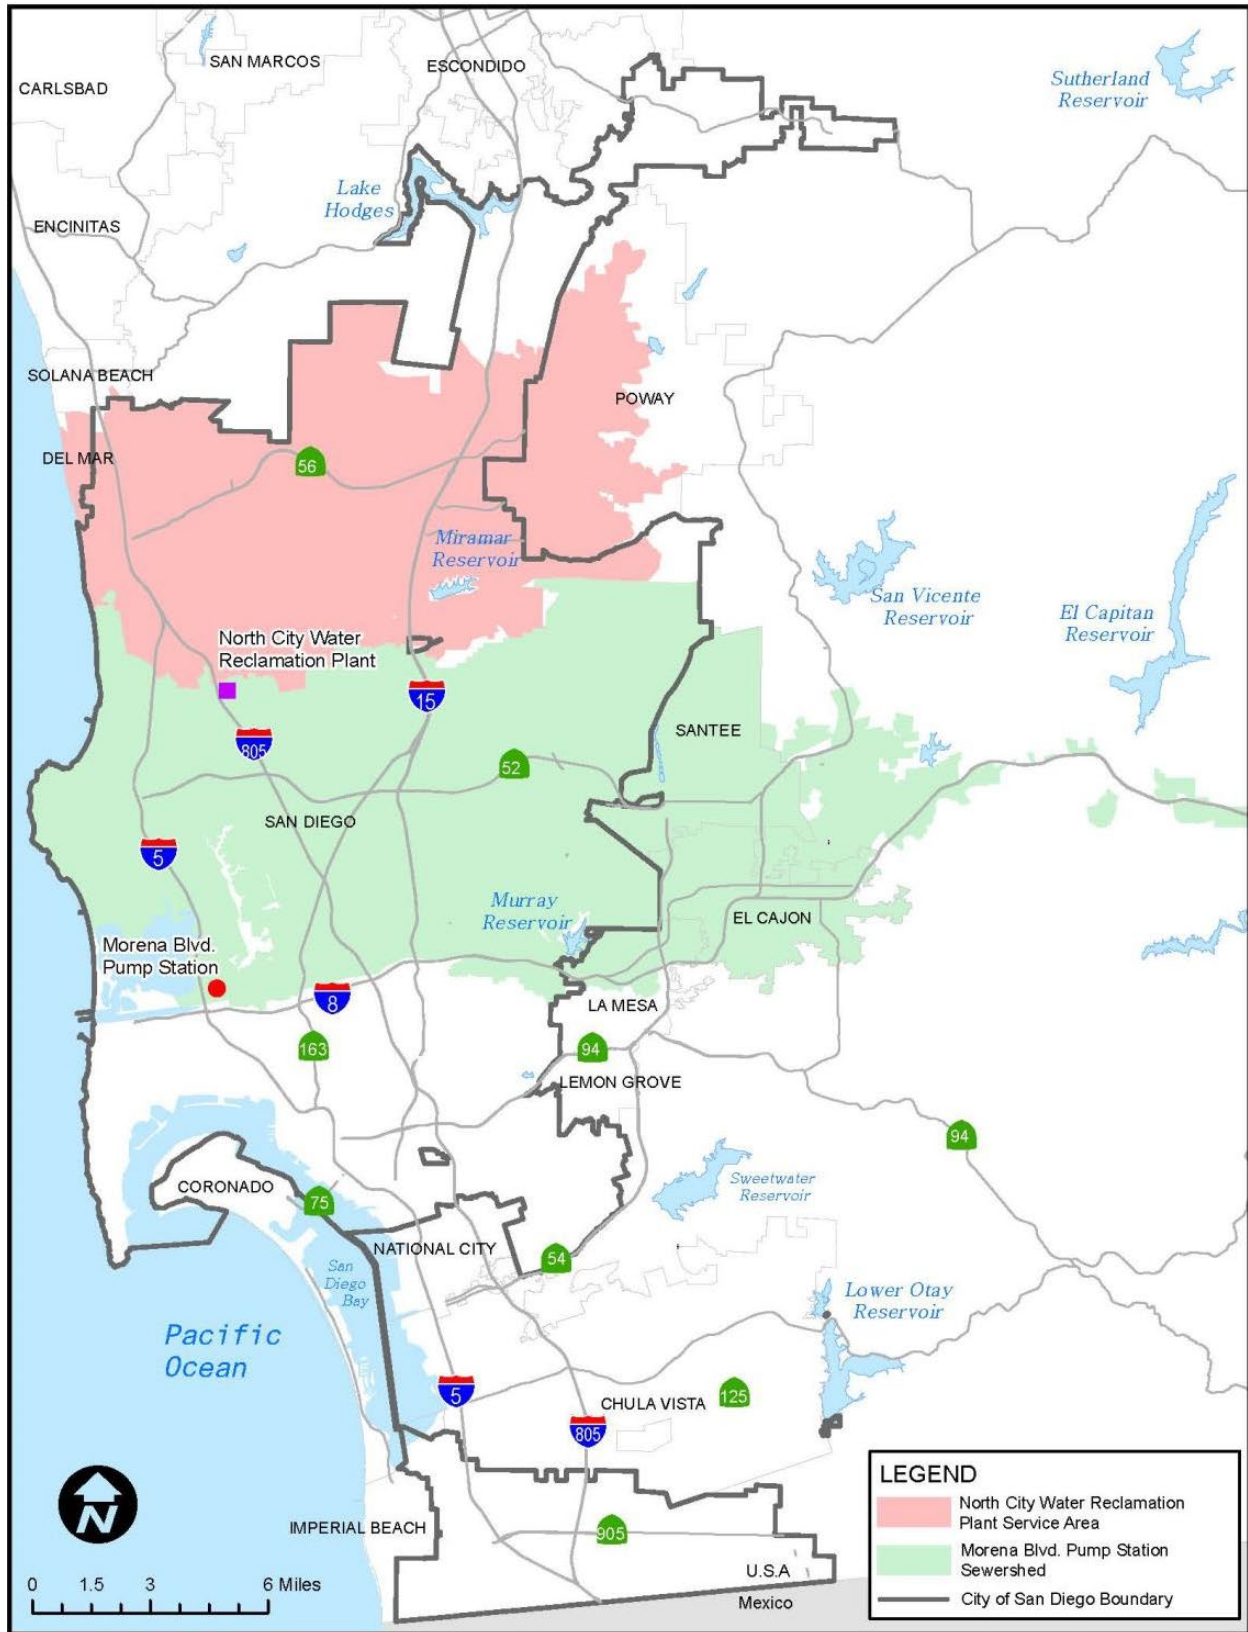 SAN MARCOS
ESCONDIDO
CARLSBAD
Sutherland
Reservoir
Lake
Hodges
ENCINITAS
SOLANA BEACH
POWAY
DEL MAR
56
Miramar
Reservoir
San Vicente
Reservoir
El Capitan
Reservoir
North City Water
Reclamation Plant
15
SANTEE
805
52
SAN DIEGO
5
Murray
Reservoir
EL CAJON
Morena Blvd.
Pump Station
8
LA MESA
163
94
LEMON GROVE
94
CORONADO
75
Sweetwater
Reservoir
NATIONAL CITY
54
San
Diego
Bay
Lower Otay
Reservoir
Pacific
Ocean
5
CHULA VISTA
125
805
N
IMPERIAL BEACH
905
U.S.A
Mexico
0 1.5 3 6 Miles
LEGEND
North City Water Reclamation
Plant Service Area
Morena Blvd. Pump Station
Sewershed
City of San Diego Boundary